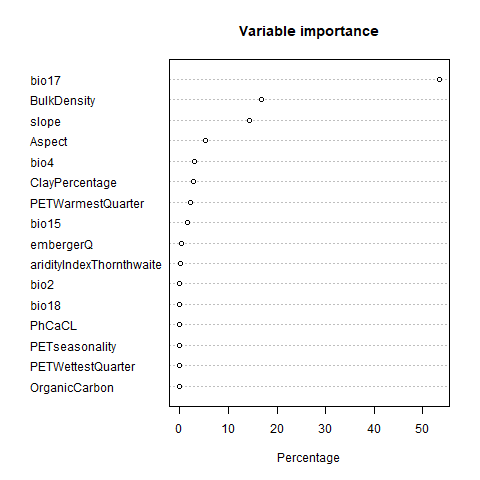 Variable importance
bio17
BulkDensity
slope
Aspect
bio4
ClayPercentage
PETWarmestQuarter
bio15
embergerQ
aridityIndexThornthwaite
bio2
bio18
PhCaCL
PETseasonality
PETWettestQuarter
OrganicCarbon
0 10 20 30 40 50
Percentage